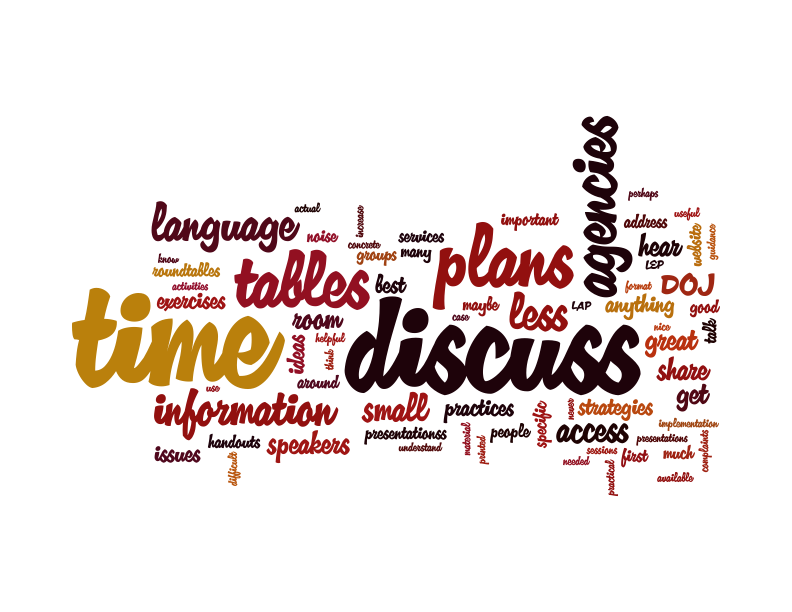 agencies
perhaps
language
actual
increase
important
address
useful
noise
concrete
services
hear
website
guidance
know
groups
many
LEP
roundtables
tables
best
plans
format
DOJ
activities
exercises
maybe
less
LAP
anything
good
time
room
case
discuss
nice
talk
ideas
helpful
great
think
share
around
use
get
information
small
practices
specific
never
strategies
implementation
issues
handouts
speakers
presentationss
understand
material
printed
people
access
presentations
complaints
difficult
needed
sessions
practical
first
much
available